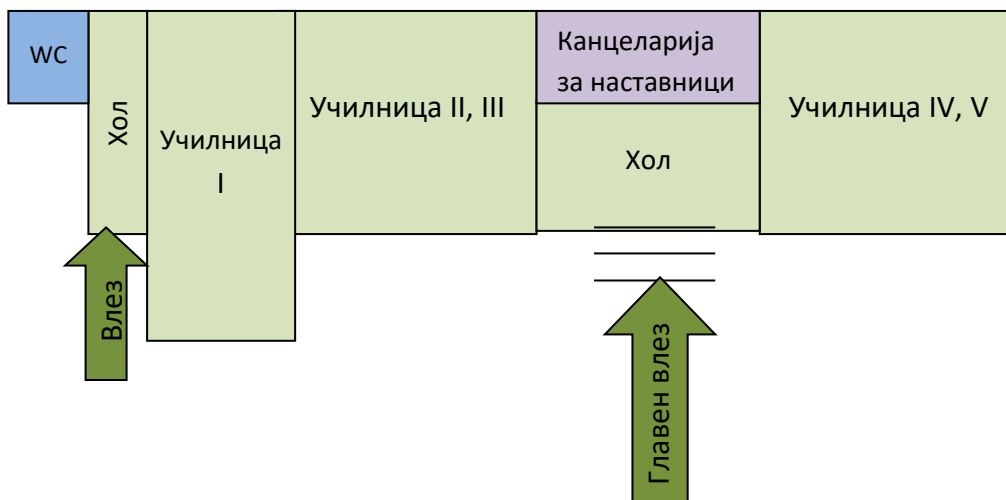 WC
Хол
Училница
I
Училница II, III
Канцеларија
за наставници
Хол
Училница IV, V
Влез
Главен влез